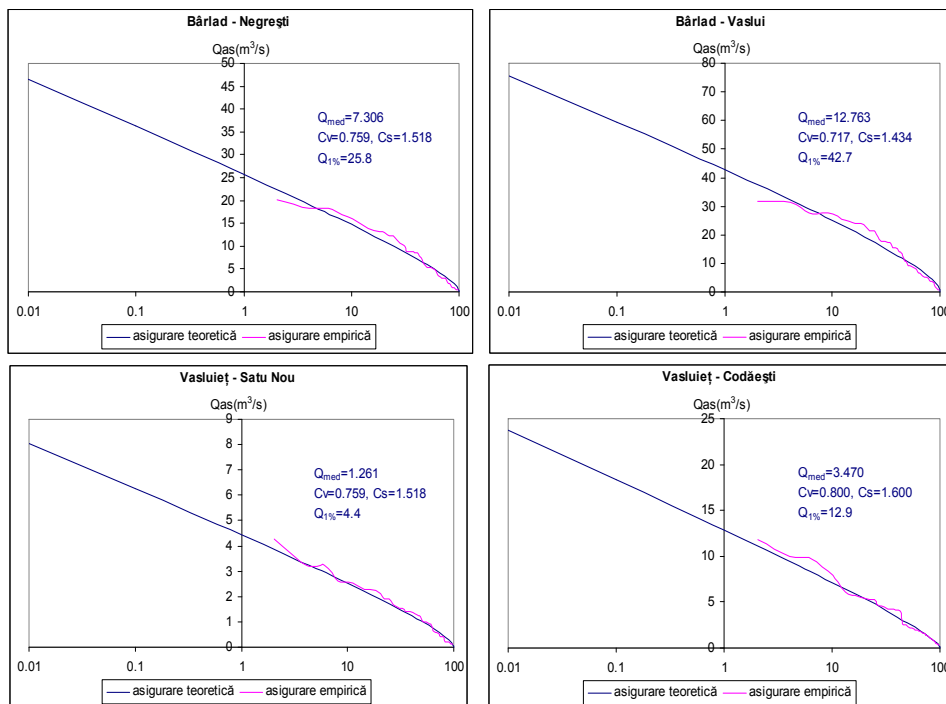 Bârlad - Negreşti
Qas(m³/s)
50
45
40
35
30
25
20
15
10
5
0
Qmed=7.306
Cv=0.759, Cs=1.518
Q1%=25.8
0.01 0.1 1 10 100
asigurare teoretică asigurare empirică
Bârlad - Vaslui
Qas(m³/s)
80
70
60
50
40
30
20
10
0
Qmed=12.763
Cv=0.717, Cs=1.434
Q1%=42.7
0.01 0.1 1 10 100
asigurare teoretică asigurare empirică
Vasluieţ - Satu Nou
Qas(m³/s)
9
8
7
6
5
4
3
2
1
0
Qmed=1.261
Cv=0.759, Cs=1.518
Q1%=4.4
0.01 0.1 1 10 100
asigurare teoretică asigurare empirică
Vasluieţ - Codăeşti
Qas(m³/s)
25
20
15
10
5
0
Qmed=3.470
Cv=0.800, Cs=1.600
Q1%=12.9
0.01 0.1 1 10 100
asigurare teoretică asigurare empirică